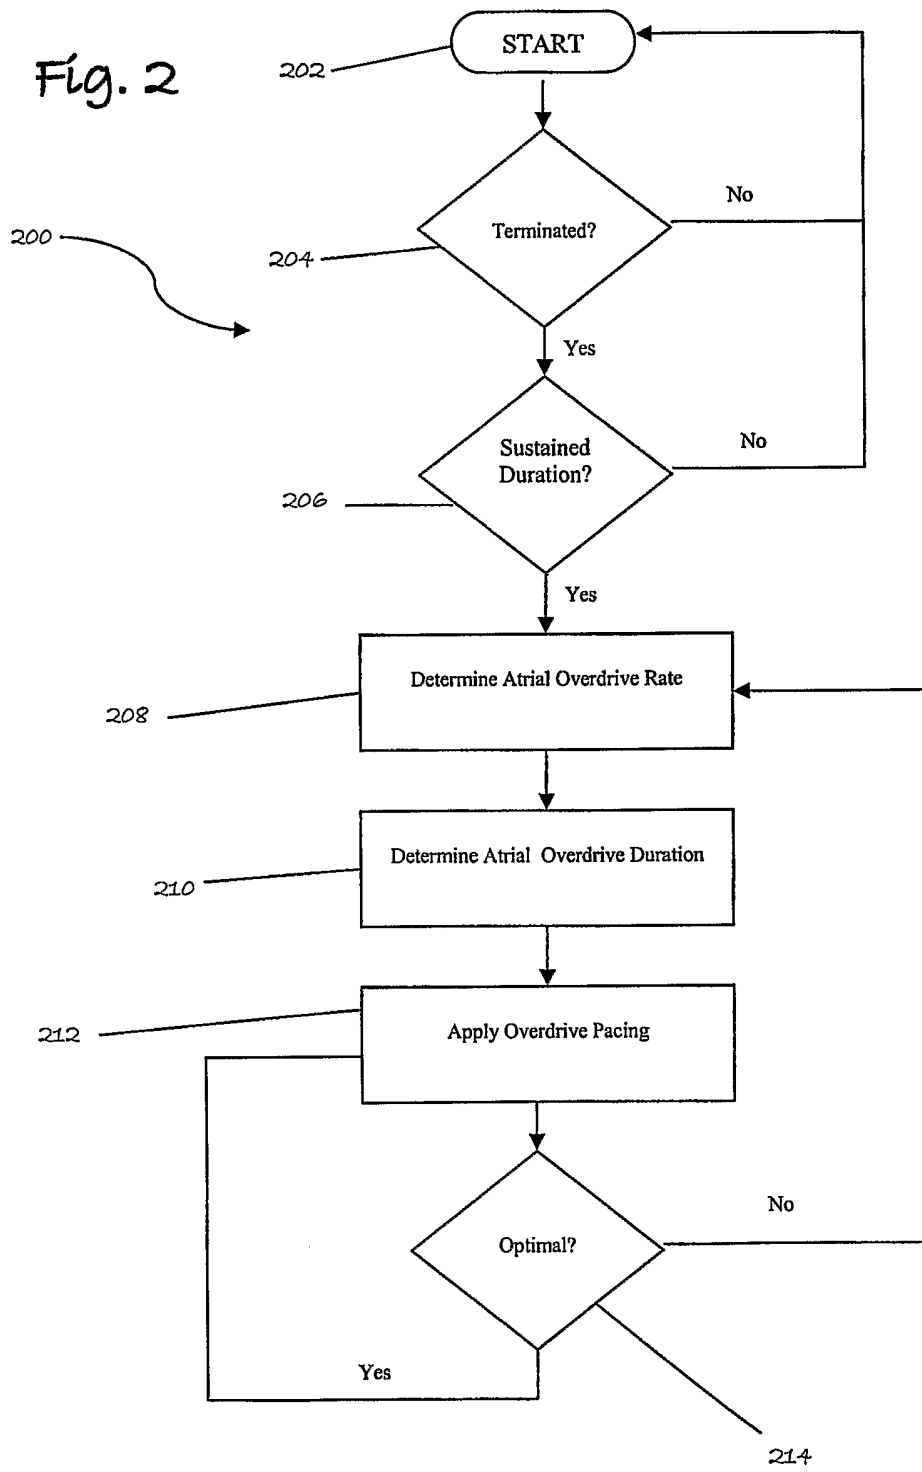 Fig. 2
START
202
Terminated?
No
200
204
Yes
Sustained
Duration?
No
206
Yes
Determine Atrial Overdrive Rate
208
Determine Atrial Overdrive Duration
210
Apply Overdrive Pacing
212
Optimal?
No
Yes
214